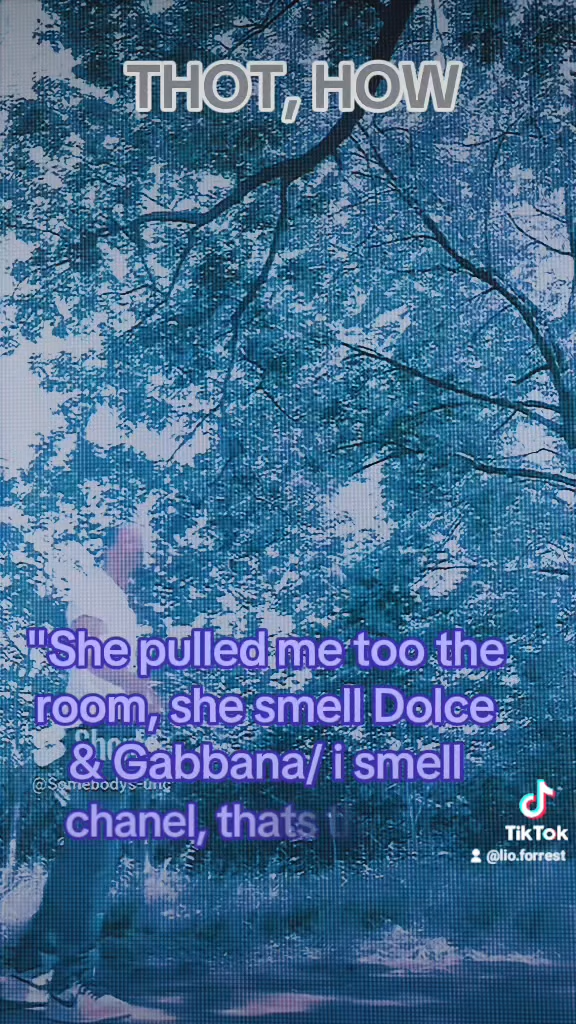 THOT, HOW
"She pulled me too the
room, she smell Dolce
& Gabbana/ i smell
@Somebodys-unc
chanel, thats
TikTok
@lio.forrest